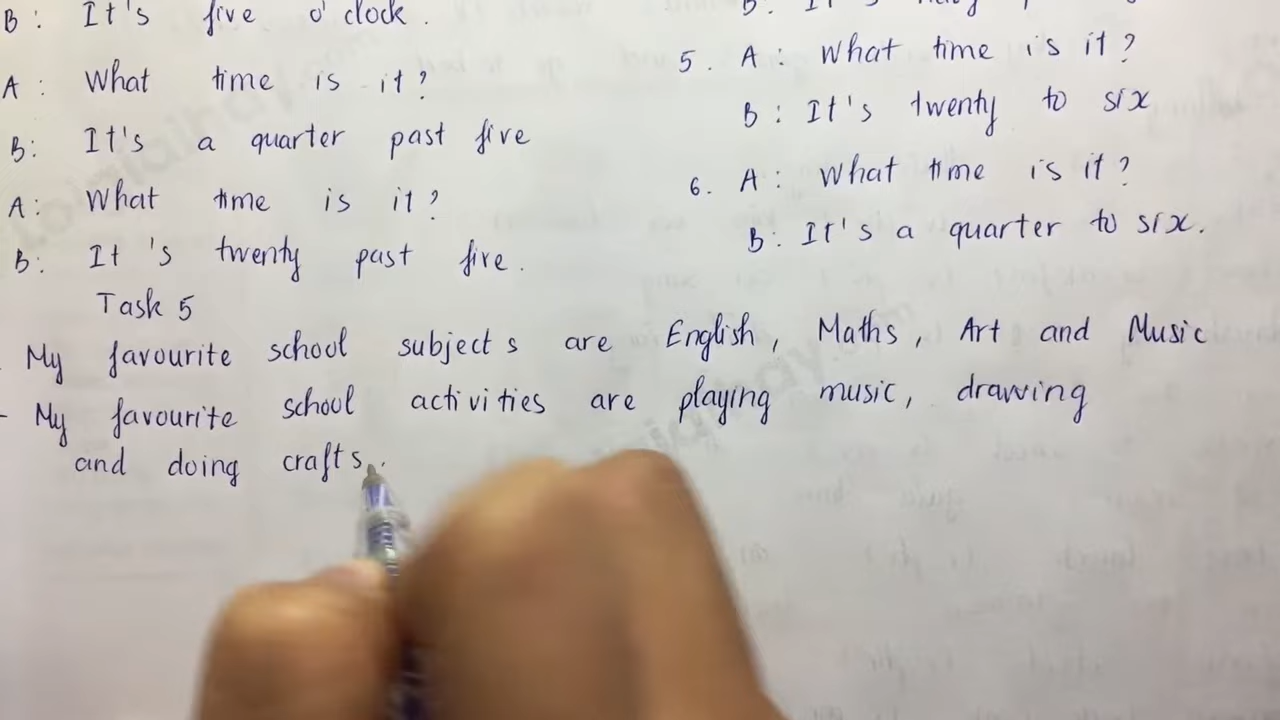 B: It's five o'clock.
A: What time is it?
B: It's a quarter past five
A: What time is it?
B: It's twenty past five.
5. A: What time is it?
B: It's twenty to six
6. A: What time is it?
B: It's a quarter to six.
Task 5
My favourite school subjects are English, Maths, Art and Music
- My favourite school activities are playing music, drawing
and doing crafts.